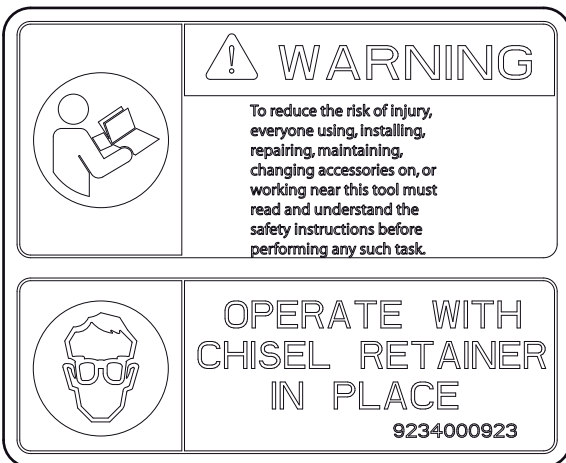 WARNING
To reduce the risk of injury,
everyone using, installing,
repairing, maintaining,
changing accessories on, or
working near this tool must
read and understand the
safety instructions before
performing any such task.
OPERATE WITH
CHISEL RETAINER
IN PLACE
9234000923